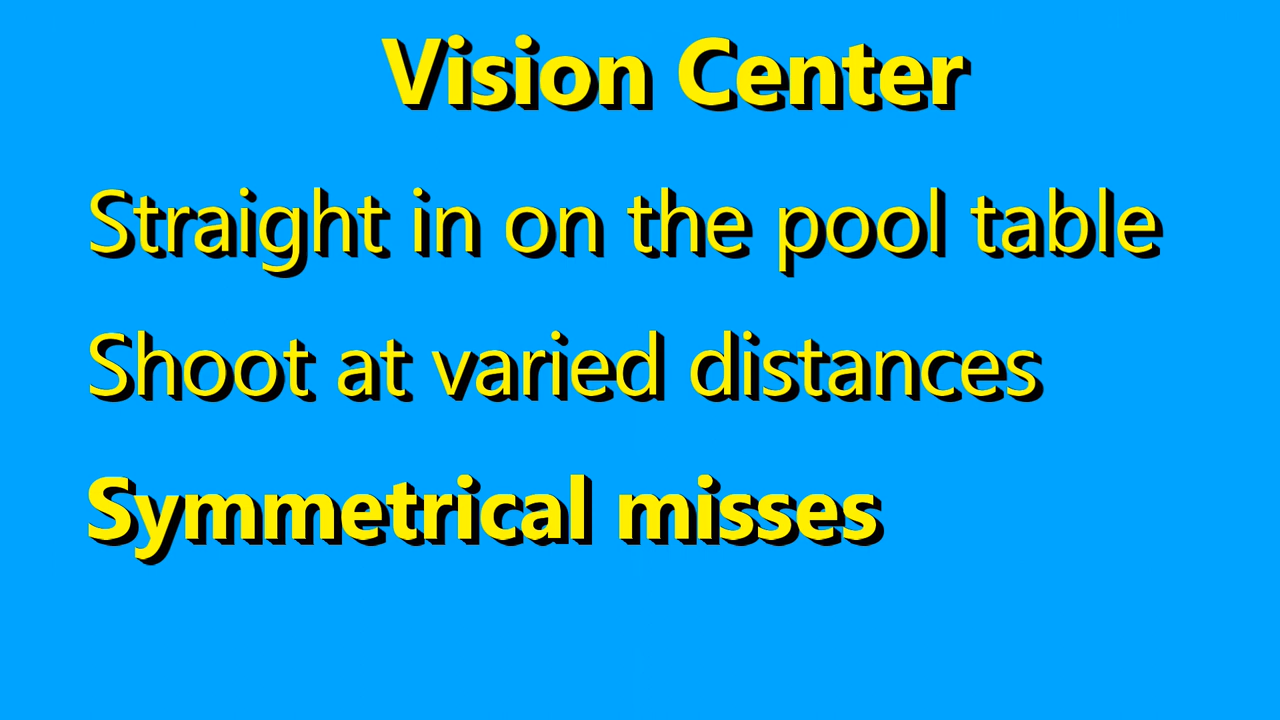 Vision Center
Straight in on the pool table
Shoot at varied distances
Symmetrical misses